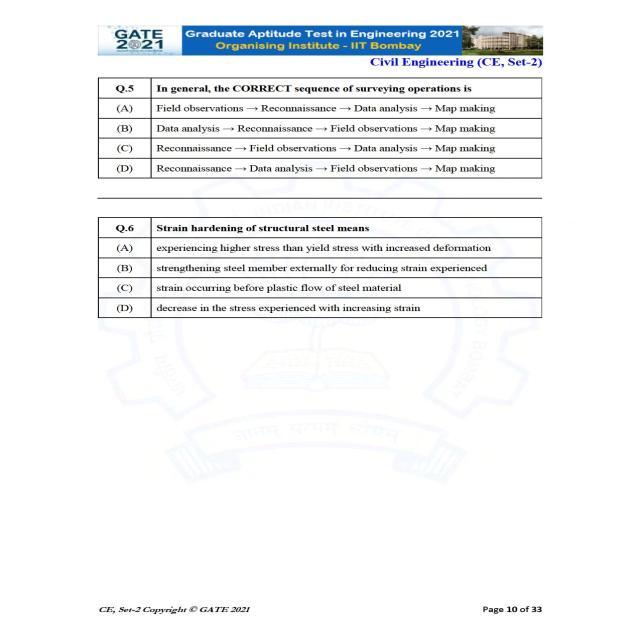 GATE
2021
Graduate Aptitude Test in Engineering 2021
Organising Institute - IIT Bombay
Civil Engineering (CE, Set-2)
Q.5 In general, the CORRECT sequence of surveying operations is
(A) Field observations → Reconnaissance → Data analysis → Map making
(B) Data analysis → Reconnaissance → Field observations → Map making
(C) Reconnaissance → Field observations → Data analysis → Map making
(D) Reconnaissance → Data analysis → Field observations → Map making
Q.6 Strain hardening of structural steel means
(A) experiencing higher stress than yield stress with increased deformation
(B) strengthening steel member externally for reducing strain experienced
(C) strain occurring before plastic flow of steel material
(D) decrease in the stress experienced with increasing strain
CE, Set-2 Copyright © GATE 2021
Page 10 of 33